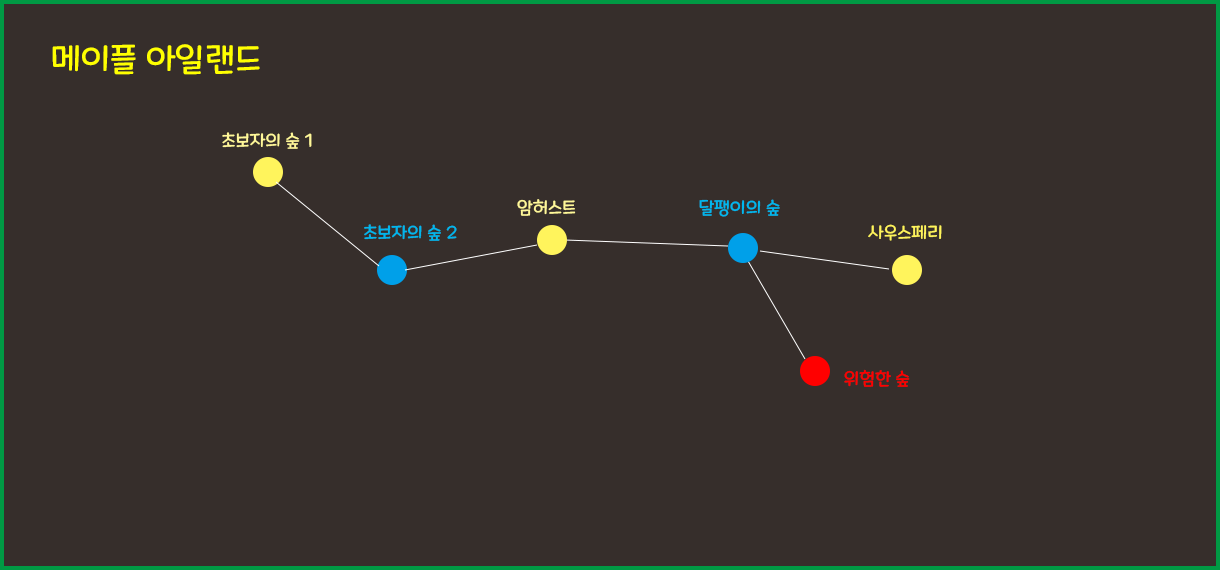 메이플 아일랜드
초보자의 숲 1
암허스트
달팽이의 숲
초보자의 숲 2
사우스페리
위험한 숲